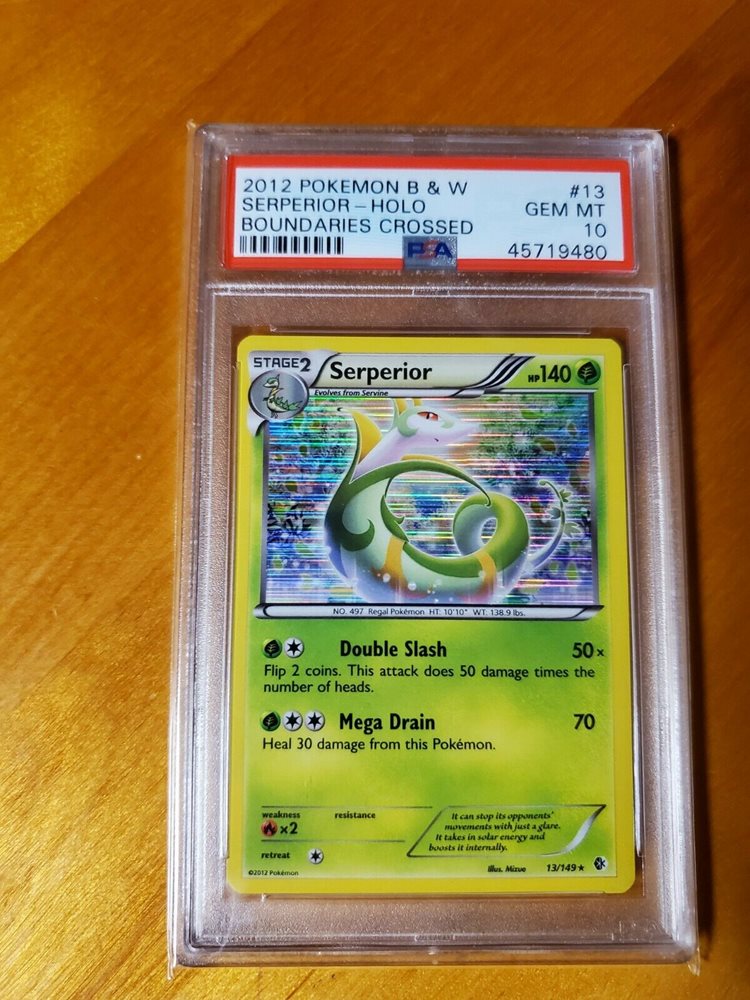 2012 POKEMON B & W #13
SERPERIOR - HOLO GEM MT
BOUNDARIES CROSSED 10
PSA 45719480
STAGE2 Serperior HP140
Evolves from Servine
NO. 497 Regal Pokémon HT: 10'10" WT: 138.9 lbs.
Double Slash 50x
Flip 2 coins. This attack does 50 damage times the
number of heads.
Mega Drain 70
Heal 30 damage from this Pokémon.
weakness resistance
x2
retreat
It can stop its opponents'
movements with just a glare.
It takes in solar energy and
boosts it internally.
©2012 Pokémon Illus. Mizue 13/149★